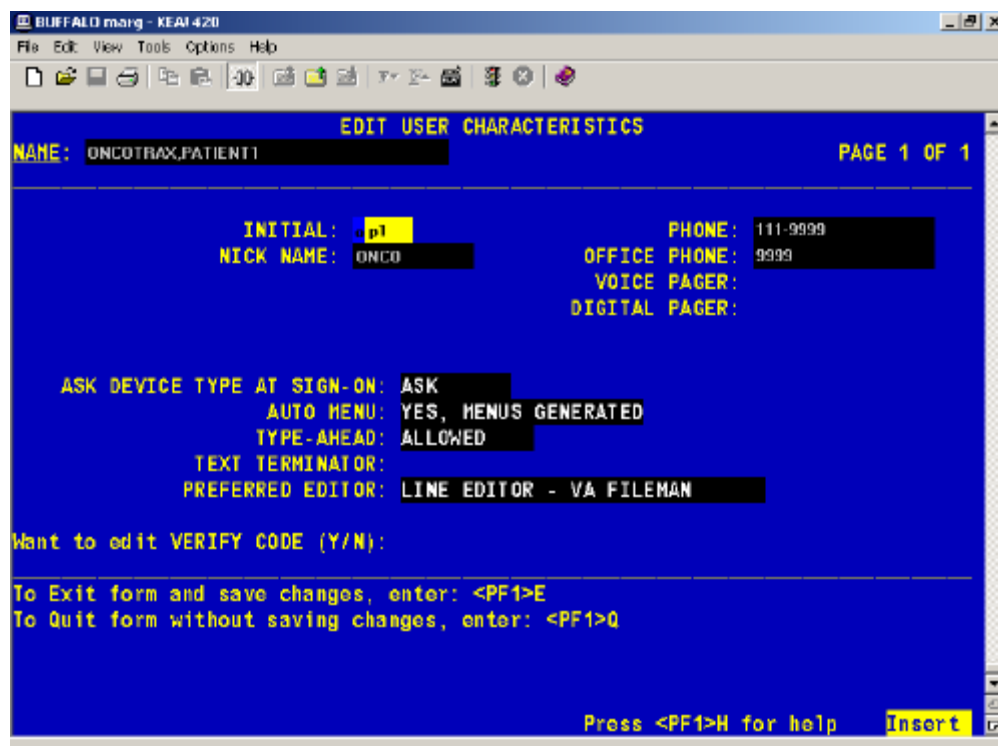 BUFFALO marg - KEA! 420
File Edit View Tools Options Help
EDIT USER CHARACTERISTICS
NAME: ONCOTRAX,PATIENT1 PAGE 1 OF 1
INITIAL: op1 PHONE: 111-9999
NICK NAME: ONCO OFFICE PHONE: 9999
VOICE PAGER:
DIGITAL PAGER:
ASK DEVICE TYPE AT SIGN-ON: ASK
AUTO MENU: YES, MENUS GENERATED
TYPE-AHEAD: ALLOWED
TEXT TERMINATOR:
PREFERRED EDITOR: LINE EDITOR - VA FILEMAN
Want to edit VERIFY CODE (Y/N):
To Exit form and save changes, enter: <PF1>E
To Quit form without saving changes, enter: <PF1>Q
Press <PF1>H for help Insert